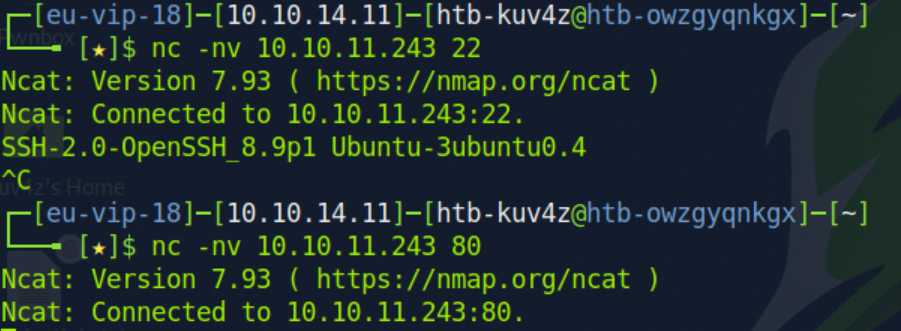 ┌─[eu-vip-18]─[10.10.14.11]─[htb-kuv4z@htb-owzgyqnkgx]─[~]
└──╼ [★]$ nc -nv 10.10.11.243 22
Ncat: Version 7.93 ( https://nmap.org/ncat )
Ncat: Connected to 10.10.11.243:22.
SSH-2.0-OpenSSH_8.9p1 Ubuntu-3ubuntu0.4
^C
┌─[eu-vip-18]─[10.10.14.11]─[htb-kuv4z@htb-owzgyqnkgx]─[~]
└──╼ [★]$ nc -nv 10.10.11.243 80
Ncat: Version 7.93 ( https://nmap.org/ncat )
Ncat: Connected to 10.10.11.243:80.